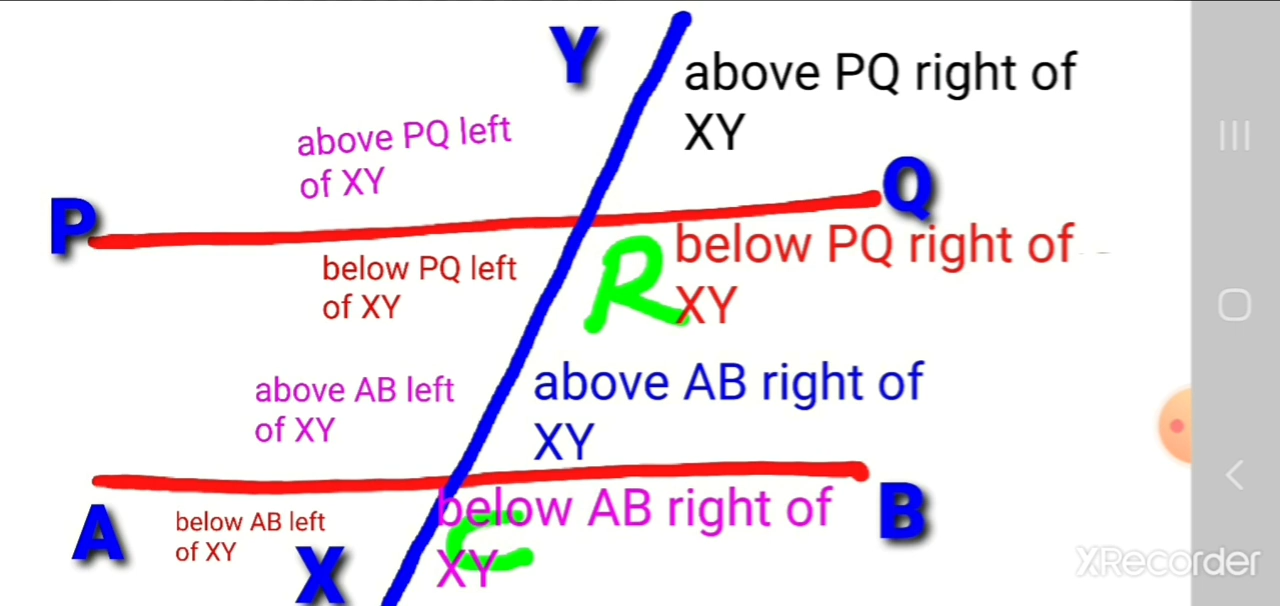 Y
above PQ right of
XY
above PQ left
of XY
P
Q
below PQ left
of XY
R
below PQ right of
XY
above AB left
of XY
above AB right of
XY
A
below AB left
of XY
X
below AB right of
XY
C
B
XRecorder